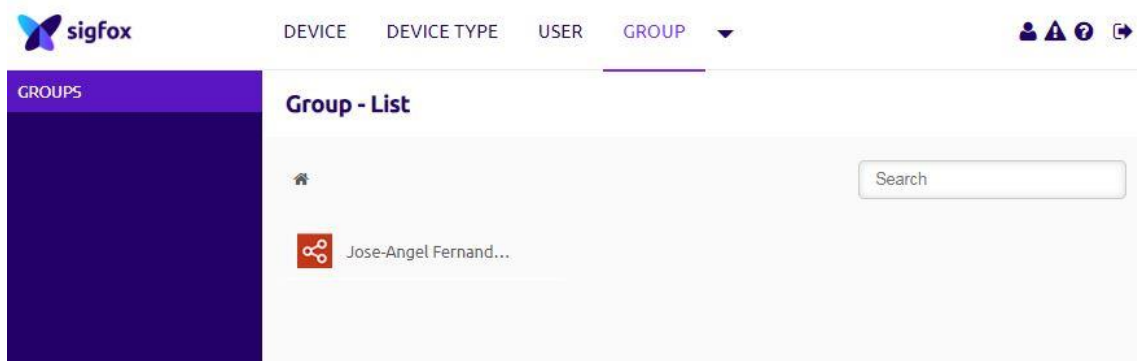 sigfox
DEVICE DEVICE TYPE USER GROUP
GROUPS
Group - List
Search
Jose-Angel Fernand...